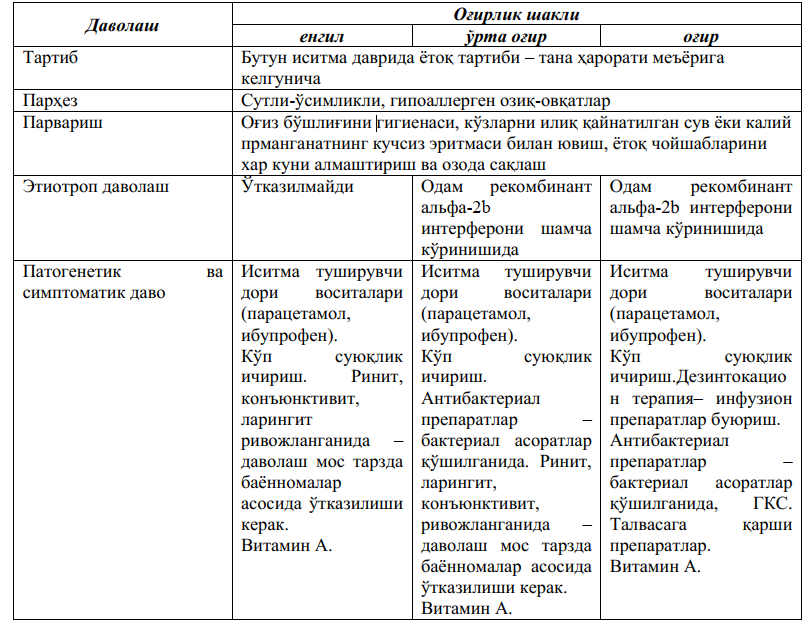 Даволаш
Оғирлик шакли
енгил
ўрта оғир
оғир
Тартиб
Бутун иситма даврида ётоқ тартиби – тана ҳарорати меъёрига
келгунича
Парҳез
Сутли-ўсимликли, гипоаллерген озиқ-овқатлар
Парвариш
Оғиз бўшлиғини гигиенаси, кўзларни илиқ қайнатилган сув ёки калий
прманганатнинг кучсиз эритмаси билан ювиш, ётоқ чойшабларини
хар куни алмаштириш ва озода сақлаш
Этиотроп даволаш
Ўтказилмайди
Одам рекомбинант
альфа-2b
интерферони шамча
кўринишида
Одам рекомбинант
альфа-2b интерферони
шамча кўринишида
Патогенетик ва
симптоматик даво
Иситма туширувчи
дори воситалари
(парацетамол,
ибупрофен).
Кўп суюқлик
ичириш. Ринит,
конъюнктивит,
ларингит
ривожланганида –
даволаш мос тарзда
баённомалар
асосида ўтказилиши
керак.
Витамин А.
Иситма туширувчи
дори воситалари
(парацетамол,
ибупрофен).
Кўп суюқлик
ичириш.
Антибактериал
препаратлар –
бактериал асоратлар
қўшилганида. Ринит,
ларингит,
конъюнктивит,
ривожланганида –
даволаш мос тарзда
баённомалар асосида
ўтказилиши керак.
Витамин А.
Иситма туширувчи
дори воситалари
(парацетамол,
ибупрофен).
Кўп суюқлик
ичириш.Дезинтокацио
н терапия– инфузион
препаратлар буюриш.
Антибактериал
препаратлар –
бактериал асоратлар
қўшилганида, ГКС.
Талвасага қарши
препаратлар.
Витамин А.